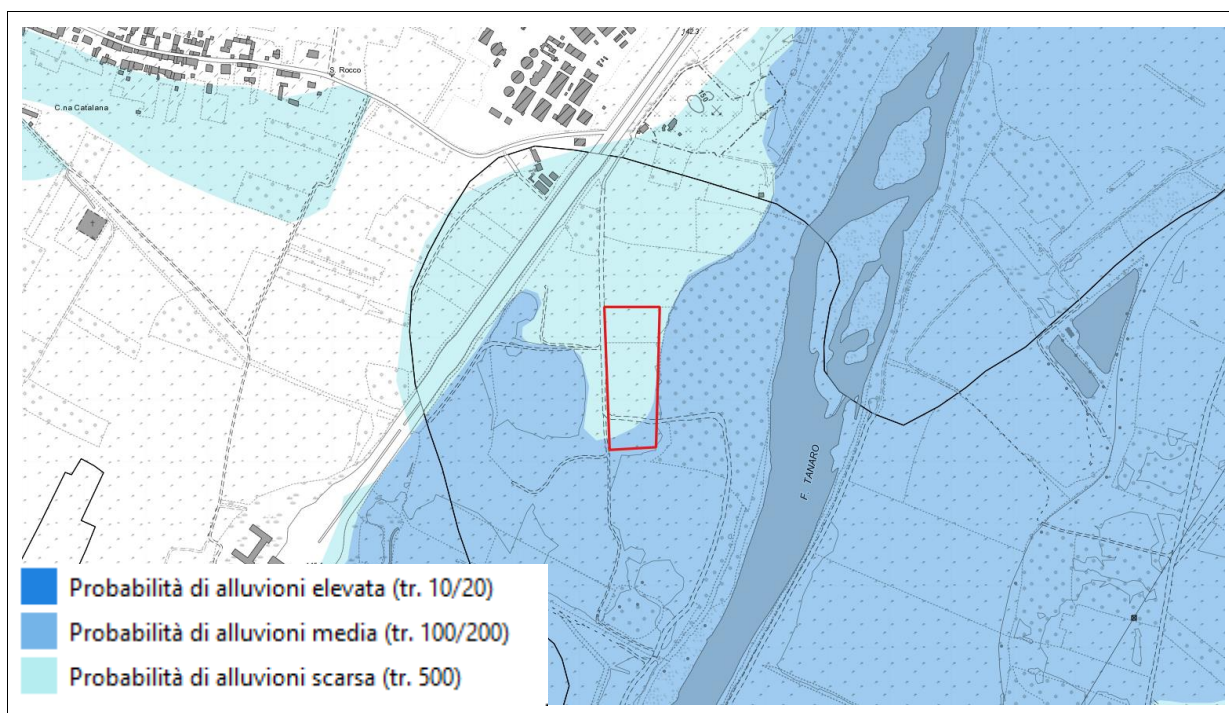 142.3
S. Rocco
C.na Catalana
F. TANARO
Probabilità di alluvioni elevata (tr. 10/20)
Probabilità di alluvioni media (tr. 100/200)
Probabilità di alluvioni scarsa (tr. 500)